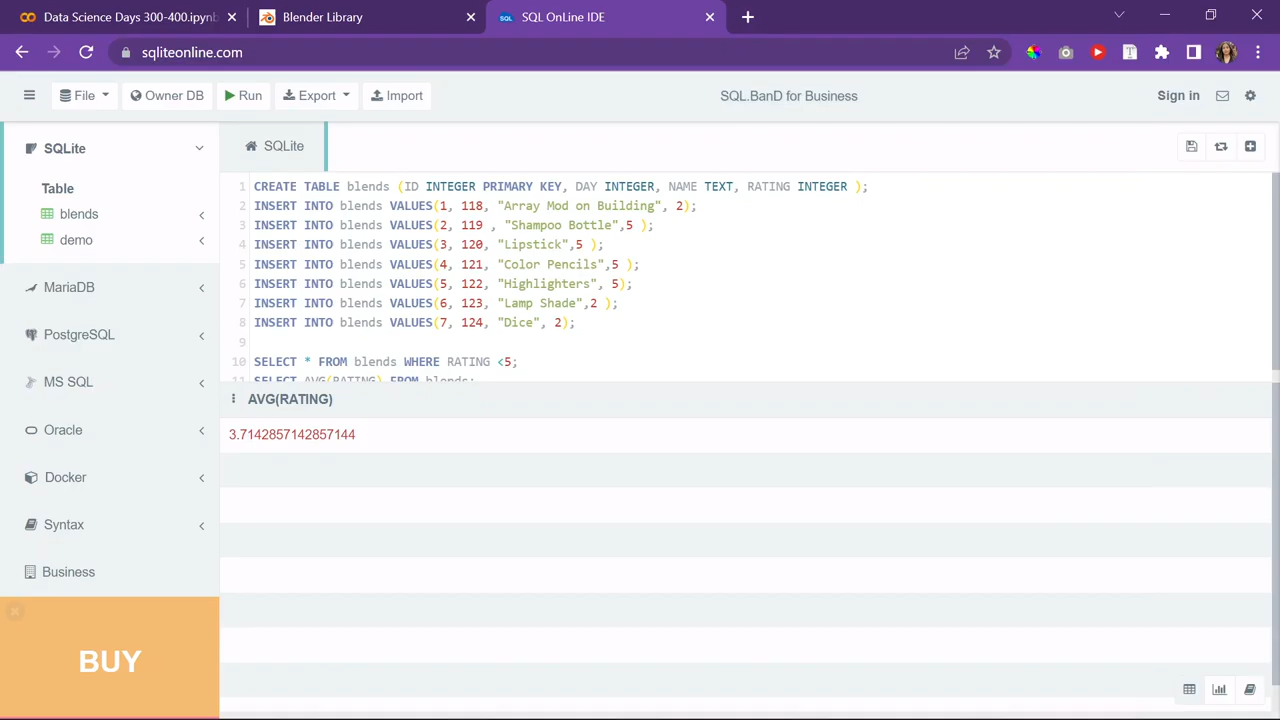 Data Science Days 300-400.ipynb
Blender Library
SQL OnLine IDE
sqliteonline.com
File
Owner DB
Run
Export
Import
SQL.BanD for Business
Sign in
SQLite
Table
blends
demo
MariaDB
PostgreSQL
MS SQL
Oracle
Docker
Syntax
Business
BUY
SQLite
1 CREATE TABLE blends (ID INTEGER PRIMARY KEY, DAY INTEGER, NAME TEXT, RATING INTEGER );
2 INSERT INTO blends VALUES(1, 118, "Array Mod on Building", 2);
3 INSERT INTO blends VALUES(2, 119 , "Shampoo Bottle",5 );
4 INSERT INTO blends VALUES(3, 120, "Lipstick",5 );
5 INSERT INTO blends VALUES(4, 121, "Color Pencils",5 );
6 INSERT INTO blends VALUES(5, 122, "Highlighters", 5);
7 INSERT INTO blends VALUES(6, 123, "Lamp Shade",2 );
8 INSERT INTO blends VALUES(7, 124, "Dice", 2);
9
10 SELECT * FROM blends WHERE RATING <5;
11 SELECT AVG(RATING) FROM blends;
AVG(RATING)
3.7142857142857144